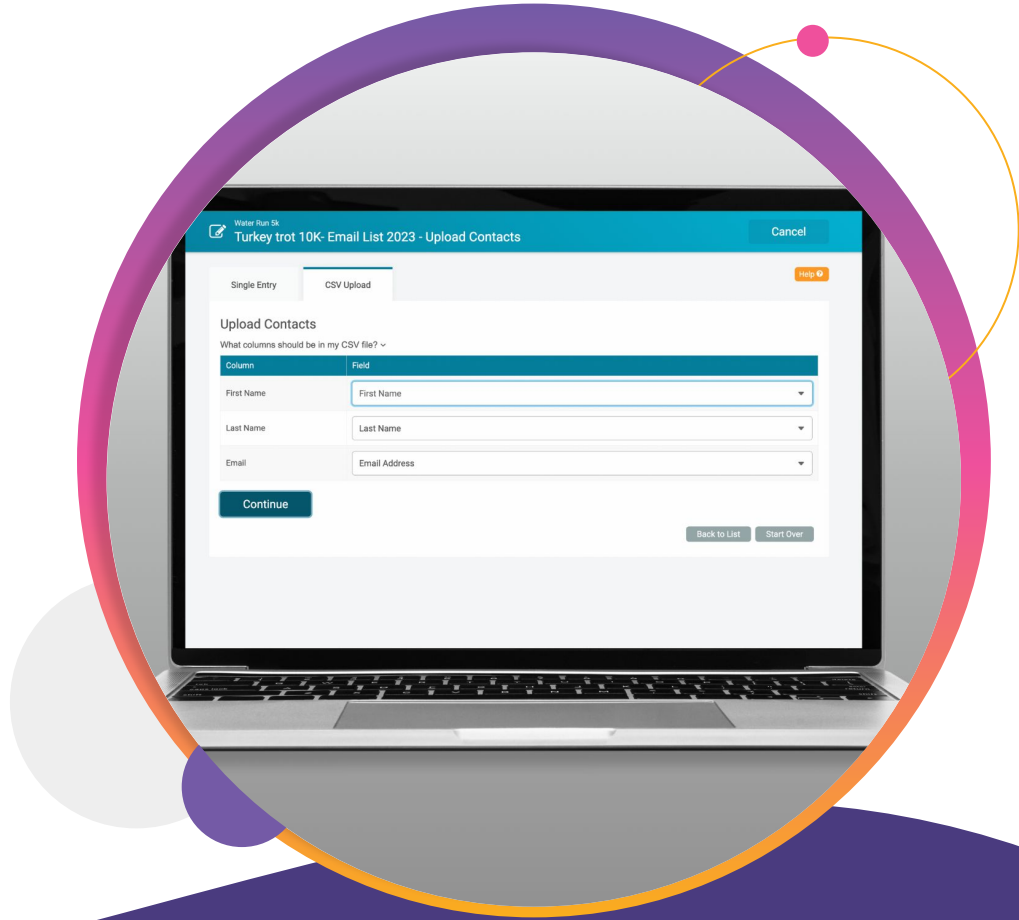 Water Run 5k
Turkey trot 10K- Email List 2023 - Upload Contacts
Cancel
Single Entry
CSV Upload
Help
Upload Contacts
What columns should be in my CSV file?
Column
Field
First Name
First Name
Last Name
Last Name
Email
Email Address
Continue
Back to List
Start Over